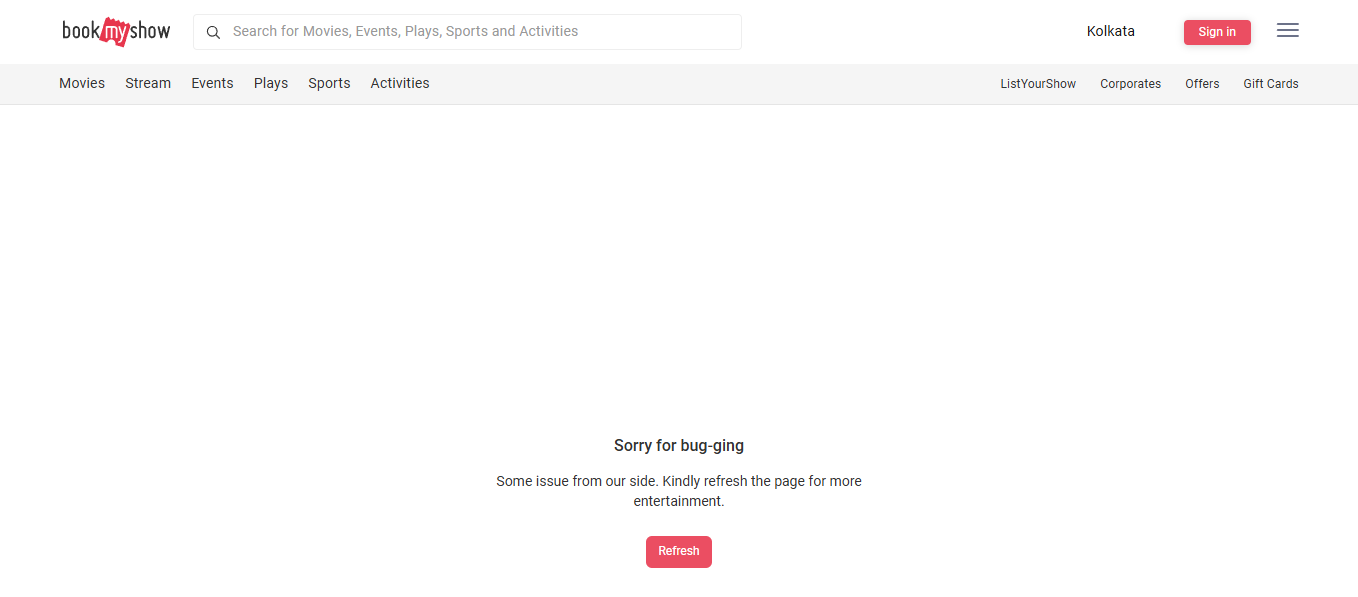 bookmyshow
Search for Movies, Events, Plays, Sports and Activities
Kolkata
Sign in
Movies Stream Events Plays Sports Activities
ListYourShow Corporates Offers Gift Cards
Sorry for bug-ging
Some issue from our side. Kindly refresh the page for more
entertainment.
Refresh